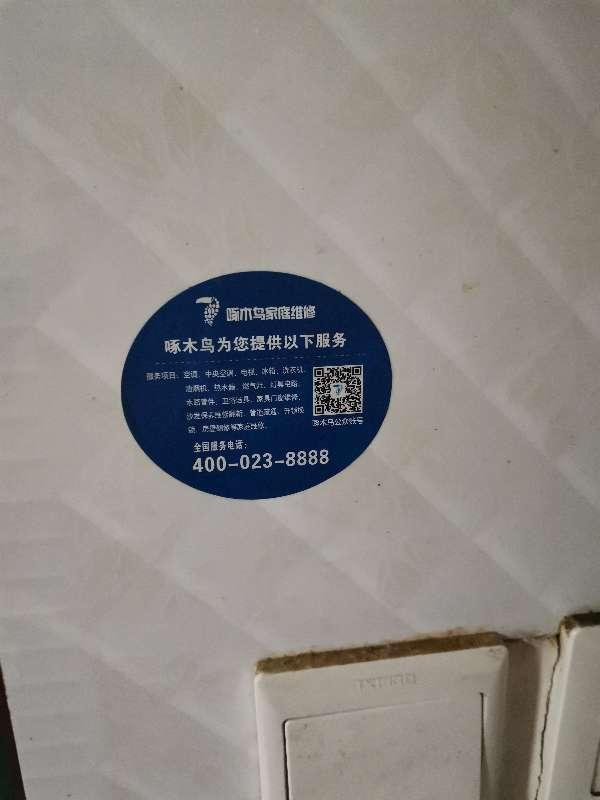 啄木鸟家庭维修
啄木鸟为您提供以下服务
服务项目：空调、中央空调、电视、冰箱、洗衣机、
油烟机、热水器、燃气灶、灯具电路、
水路管件、卫浴洁具、家具门窗维修、
沙发保养维修翻新、管道疏通、开锁换
锁、房屋维修等家庭维修。
啄木鸟公众帐号
全国服务电话：
400-023-8888